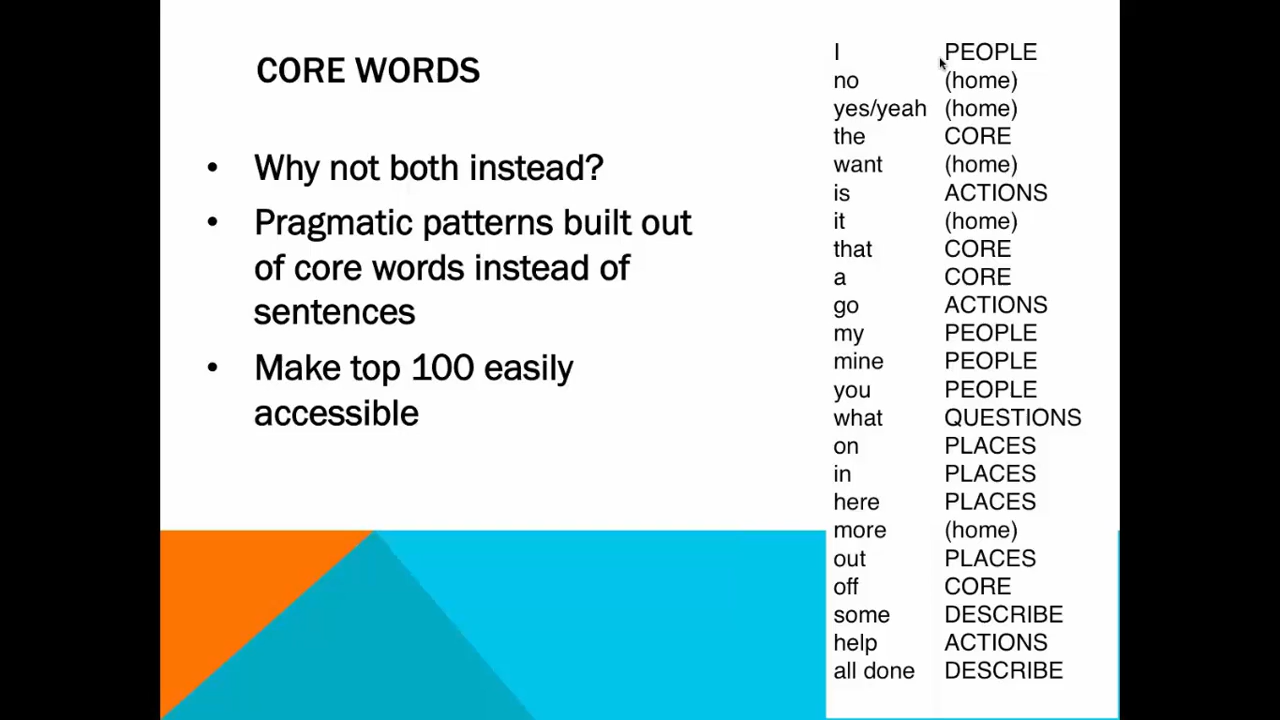 CORE WORDS
• Why not both instead?
• Pragmatic patterns built out
of core words instead of
sentences
• Make top 100 easily
accessible
I PEOPLE
no (home)
yes/yeah (home)
the CORE
want (home)
is ACTIONS
it (home)
that CORE
a CORE
go ACTIONS
my PEOPLE
mine PEOPLE
you PEOPLE
what QUESTIONS
on PLACES
in PLACES
here PLACES
more (home)
out PLACES
off CORE
some DESCRIBE
help ACTIONS
all done DESCRIBE